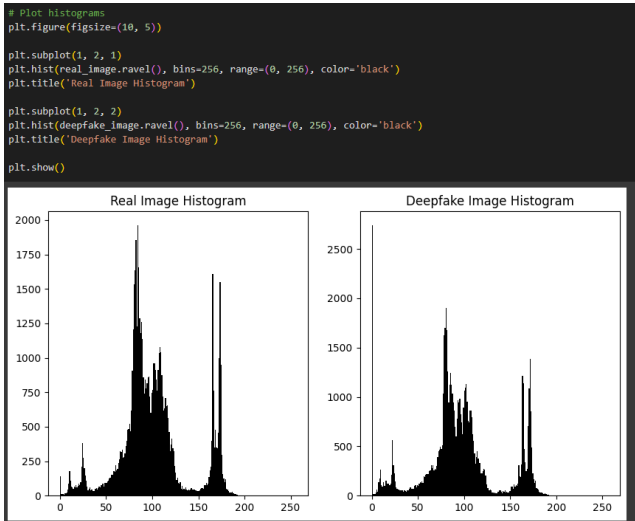 # Plot histograms
plt.figure(figsize=(10, 5))
plt.subplot(1, 2, 1)
plt.hist(real_image.ravel(), bins=256, range=(0, 256), color='black')
plt.title('Real Image Histogram')
plt.subplot(1, 2, 2)
plt.hist(deepfake_image.ravel(), bins=256, range=(0, 256), color='black')
plt.title('Deepfake Image Histogram')
plt.show()
Real Image Histogram
2000
1750
1500
1250
1000
750
500
250
0
0 50 100 150 200 250
Deepfake Image Histogram
2500
2000
1500
1000
500
0
0 50 100 150 200 250